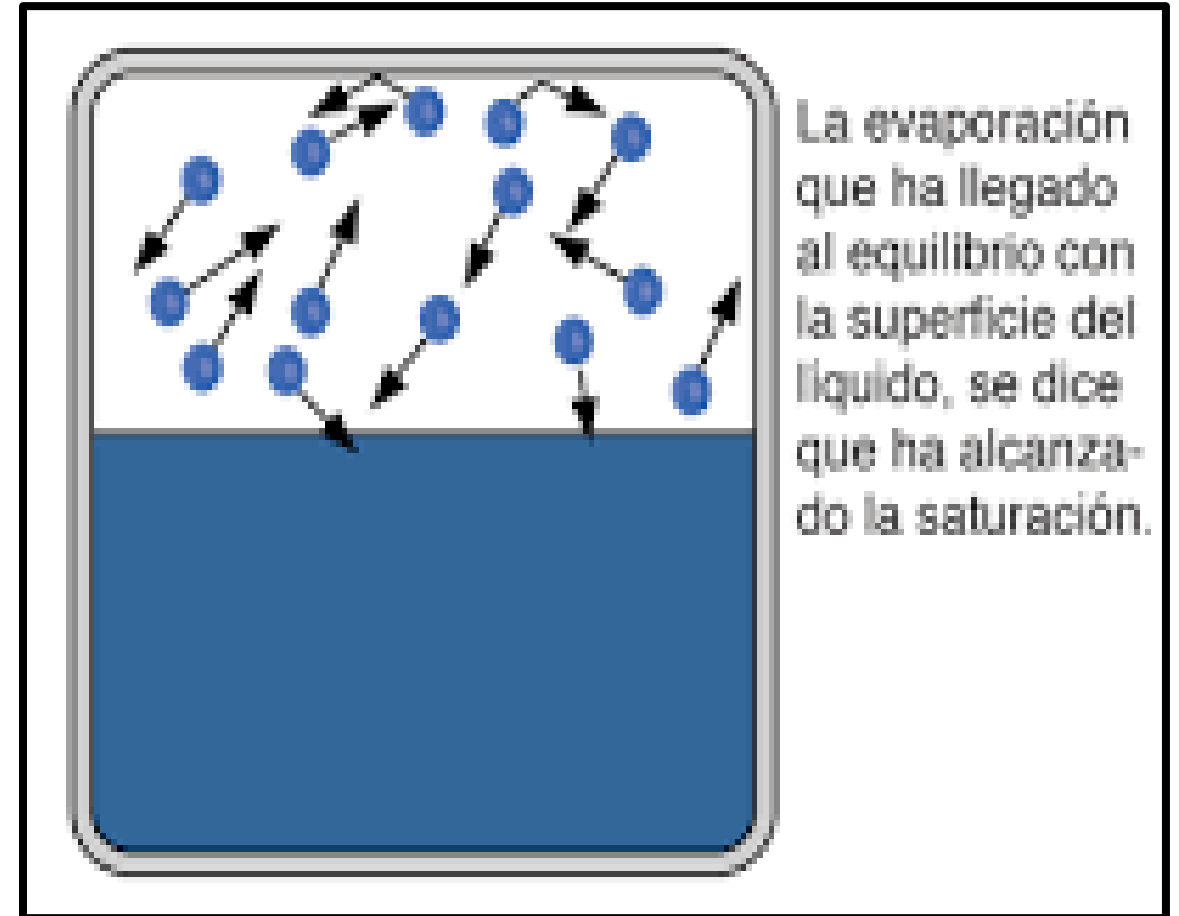 La evaporación
que ha llegado
al equilibrio con
la superficie del
líquido, se dice
que ha alcanza-
do la saturación.